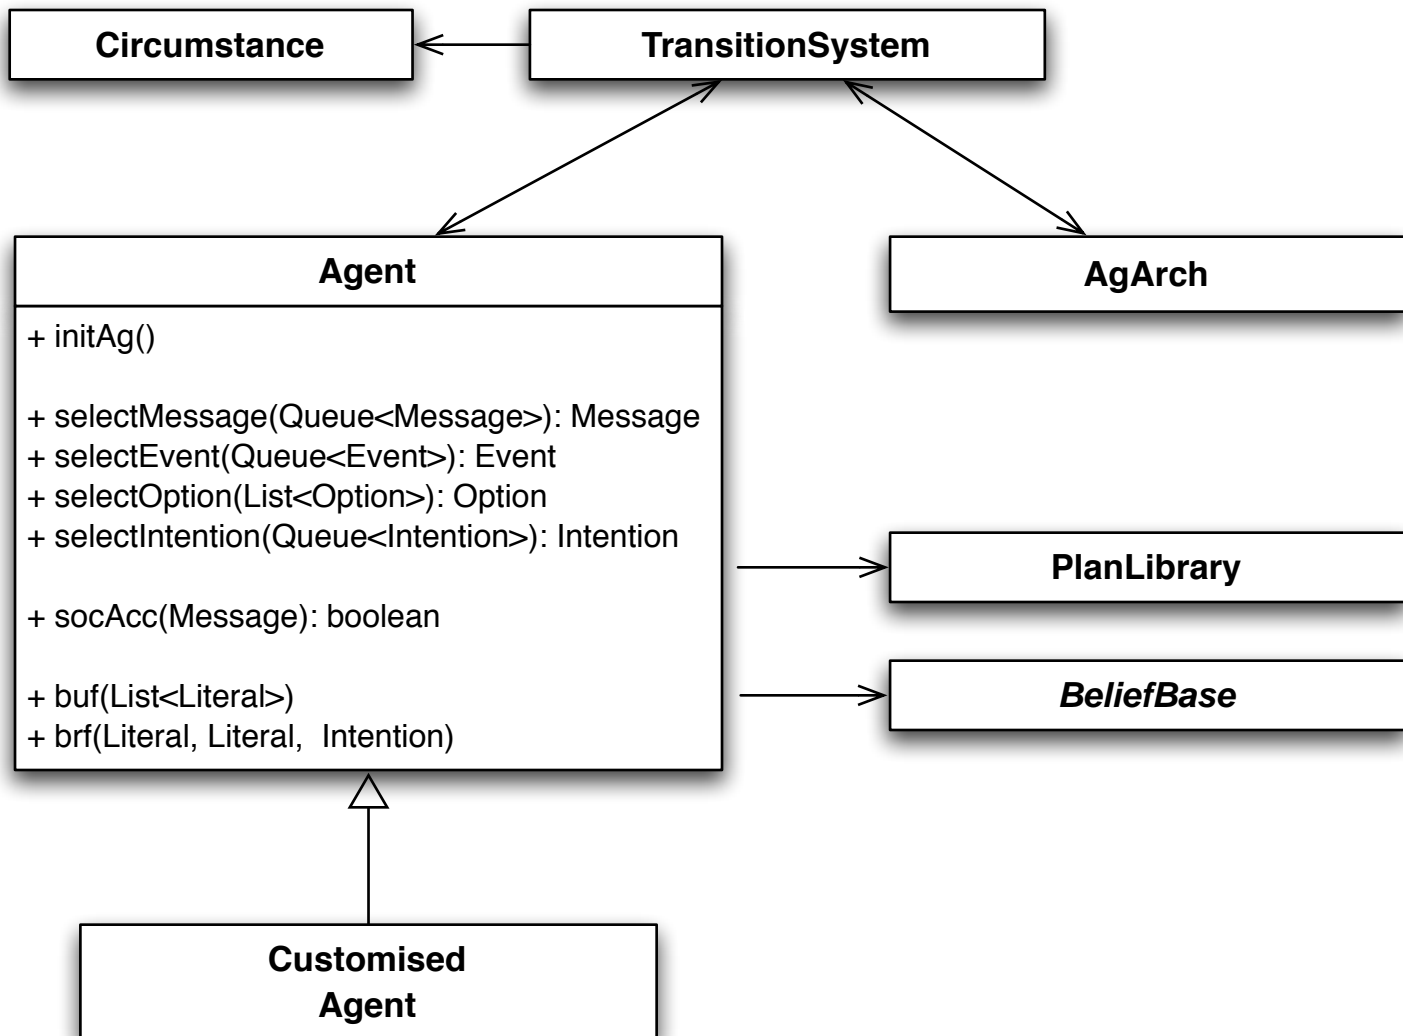 Circumstance
TransitionSystem
Agent
AgArch
+ initAg()
+ selectMessage(Queue<Message>): Message
+ selectEvent(Queue<Event>): Event
+ selectOption(List<Option>): Option
+ selectIntention(Queue<Intention>): Intention
+ socAcc(Message): boolean
+ buf(List<Literal>)
+ brf(Literal, Literal,  Intention)
PlanLibrary
BeliefBase
Customised
Agent